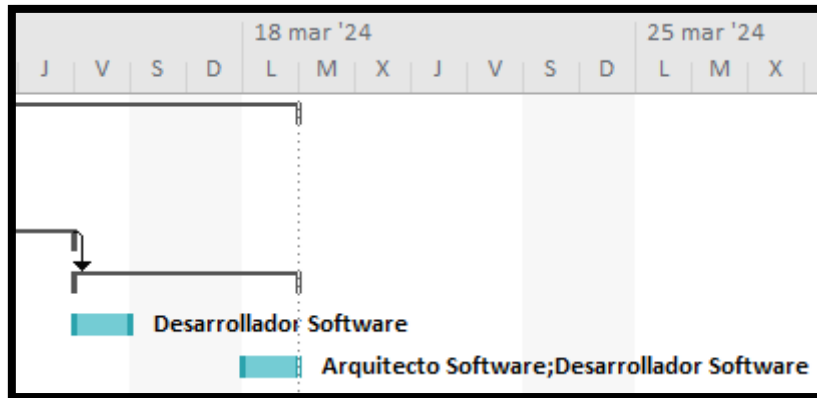 18 mar '24 25 mar '24
J V S D L M X J V S D L M X
Desarrollador Software
Arquitecto Software;Desarrollador Software